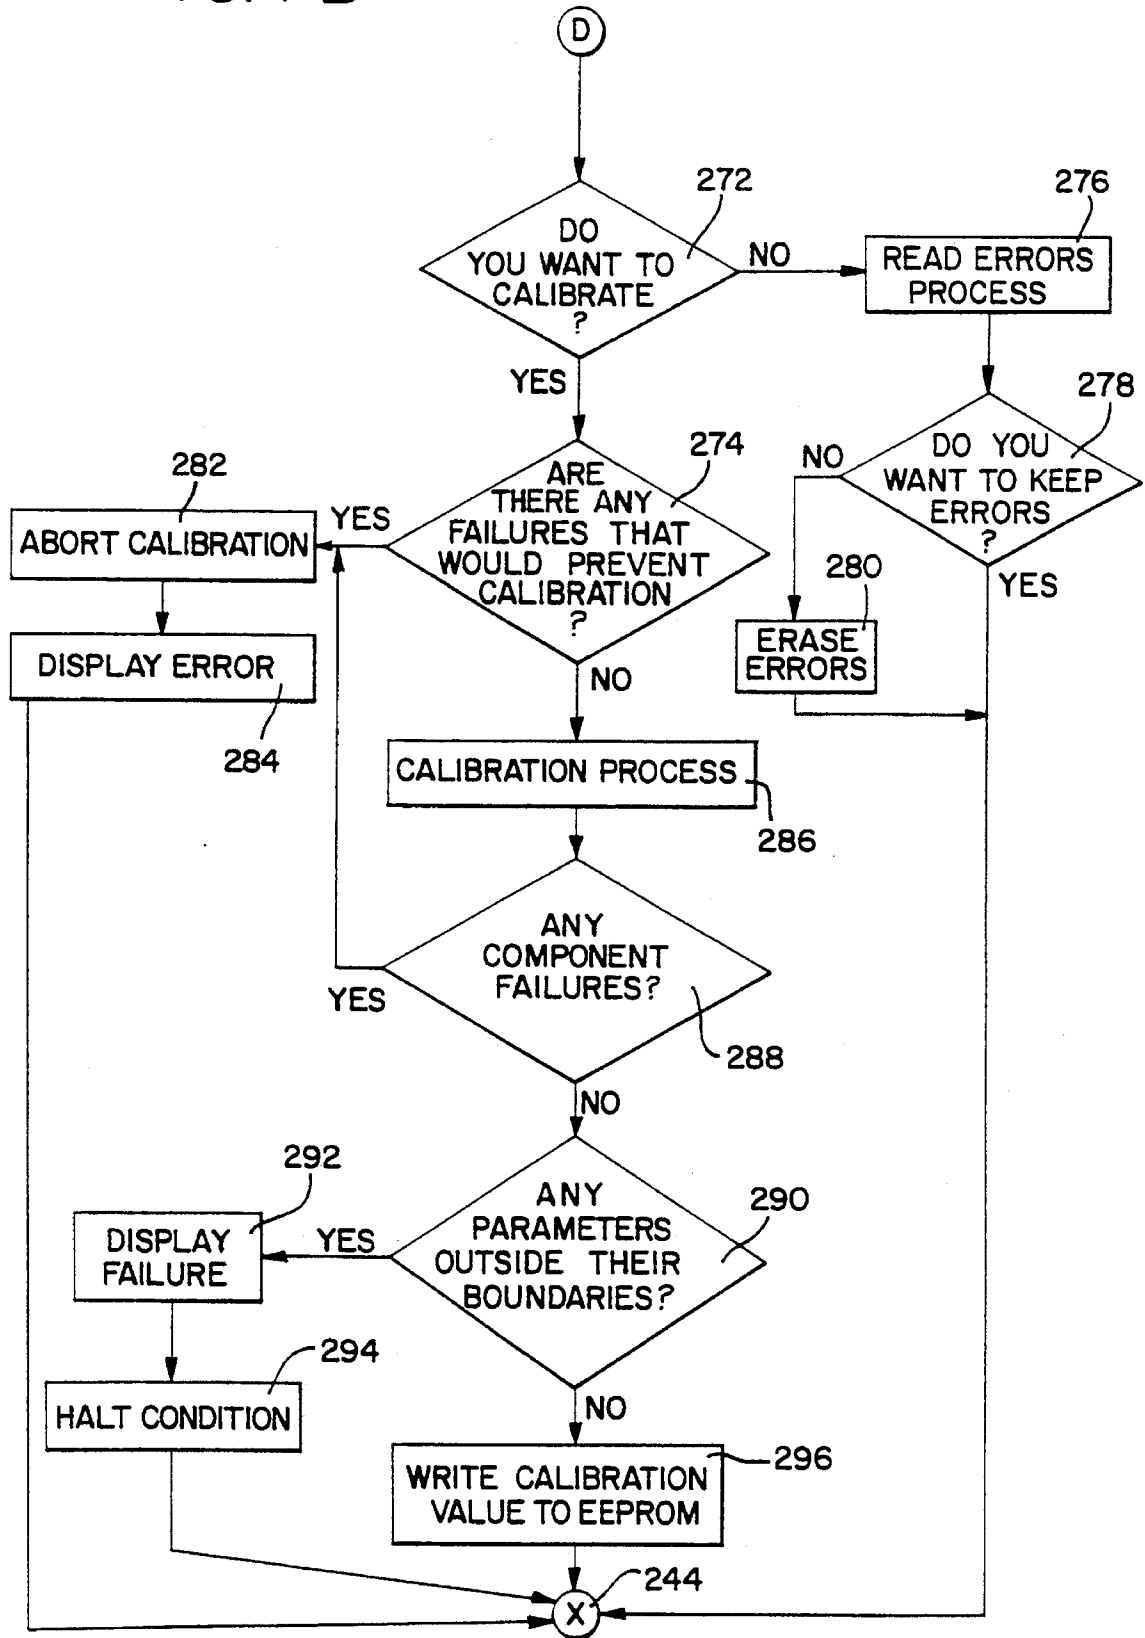 D
272
276
DO
YOU WANT TO
CALIBRATE
?
NO
READ ERRORS
PROCESS
YES
278
282
274
NO
DO YOU
WANT TO KEEP
ERRORS
?
YES
ABORT CALIBRATION
YES
ARE
THERE ANY
FAILURES THAT
WOULD PREVENT
CALIBRATION
?
280
ERASE
ERRORS
DISPLAY ERROR
NO
284
CALIBRATION PROCESS
286
ANY
COMPONENT
FAILURES?
YES
288
NO
292
290
DISPLAY
FAILURE
YES
ANY
PARAMETERS
OUTSIDE THEIR
BOUNDARIES?
294
HALT CONDITION
NO
296
WRITE CALIBRATION
VALUE TO EEPROM
244
X